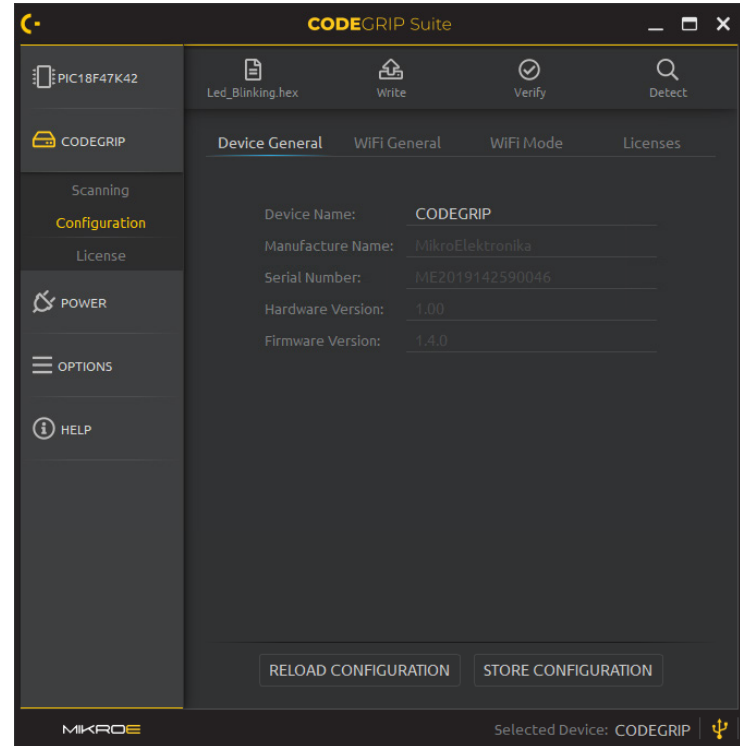 CODEGRIP Suite
PIC18F47K42
Led_Blinking.hex
Write
Verify
Detect
CODEGRIP
Scanning
Configuration
License
POWER
OPTIONS
HELP
Device General WiFi General WiFi Mode Licenses
Device Name: CODEGRIP
Manufacture Name: MikroElektronika
Serial Number: ME2019142590046
Hardware Version: 1.00
Firmware Version: 1.4.0
RELOAD CONFIGURATION STORE CONFIGURATION
MIKROE
Selected Device: CODEGRIP